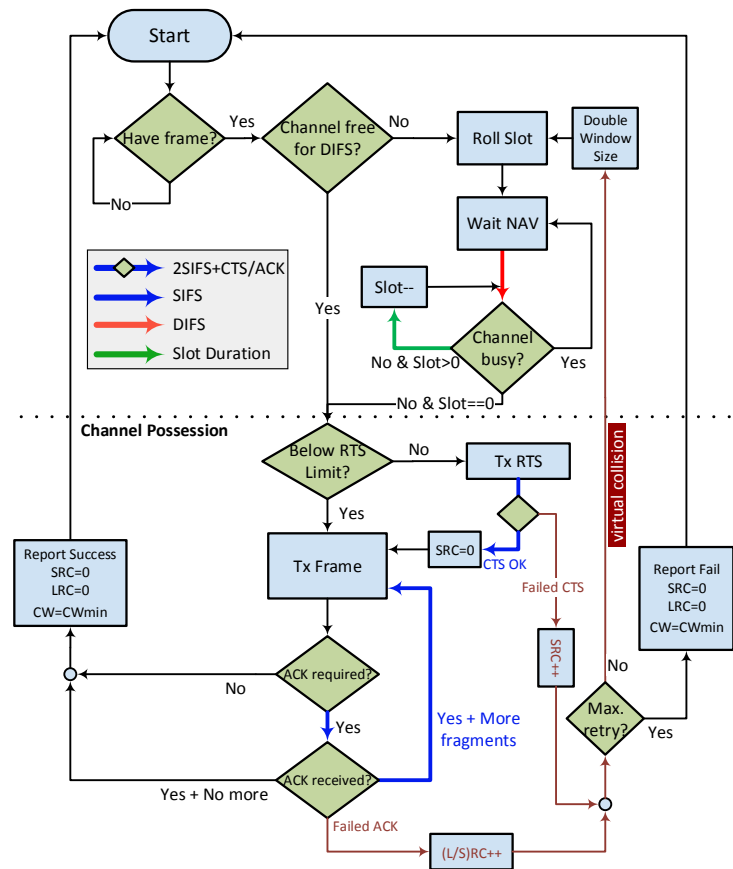 Start
Have frame?
Yes
No
Channel free
for DIFS?
No
Yes
Roll Slot
Double
Window
Size
Wait NAV
Slot--
Channel
busy?
Yes
No & Slot>0
No & Slot==0
2SIFS+CTS/ACK
SIFS
DIFS
Slot Duration
Channel Possession
Below RTS
Limit?
No
Yes
Tx RTS
SRC=0
CTS OK
Failed CTS
virtual collision
Tx Frame
Report Success
SRC=0
LRC=0
CW=CWmin
Report Fail
SRC=0
LRC=0
CW=CWmin
SRC++
No
Max.
retry?
Yes
ACK required?
No
Yes
Yes + More
fragments
ACK received?
Yes + No more
Failed ACK
(L/S)RC++